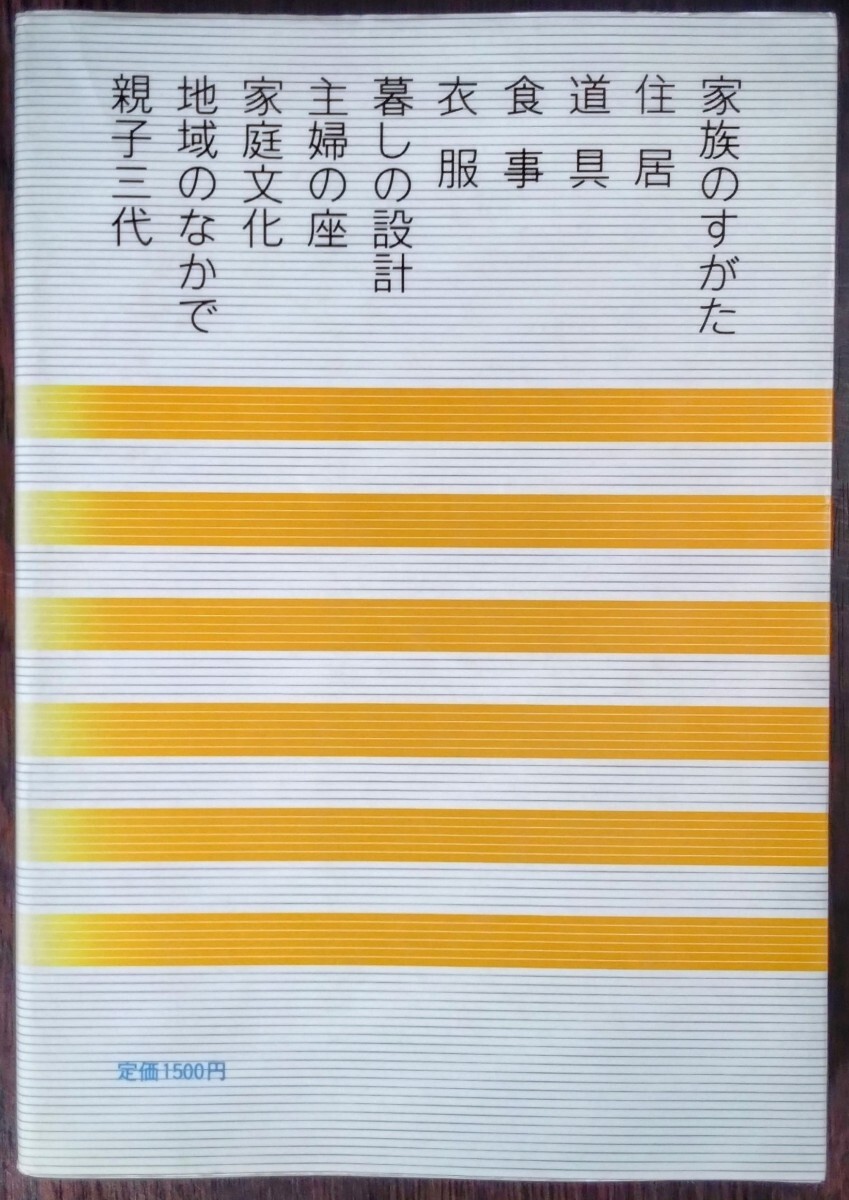 家族のすがた
住居
道具
食事
衣服
暮しの設計
主婦の座
家庭文化
地域のなかで
親子三代
定価1500円